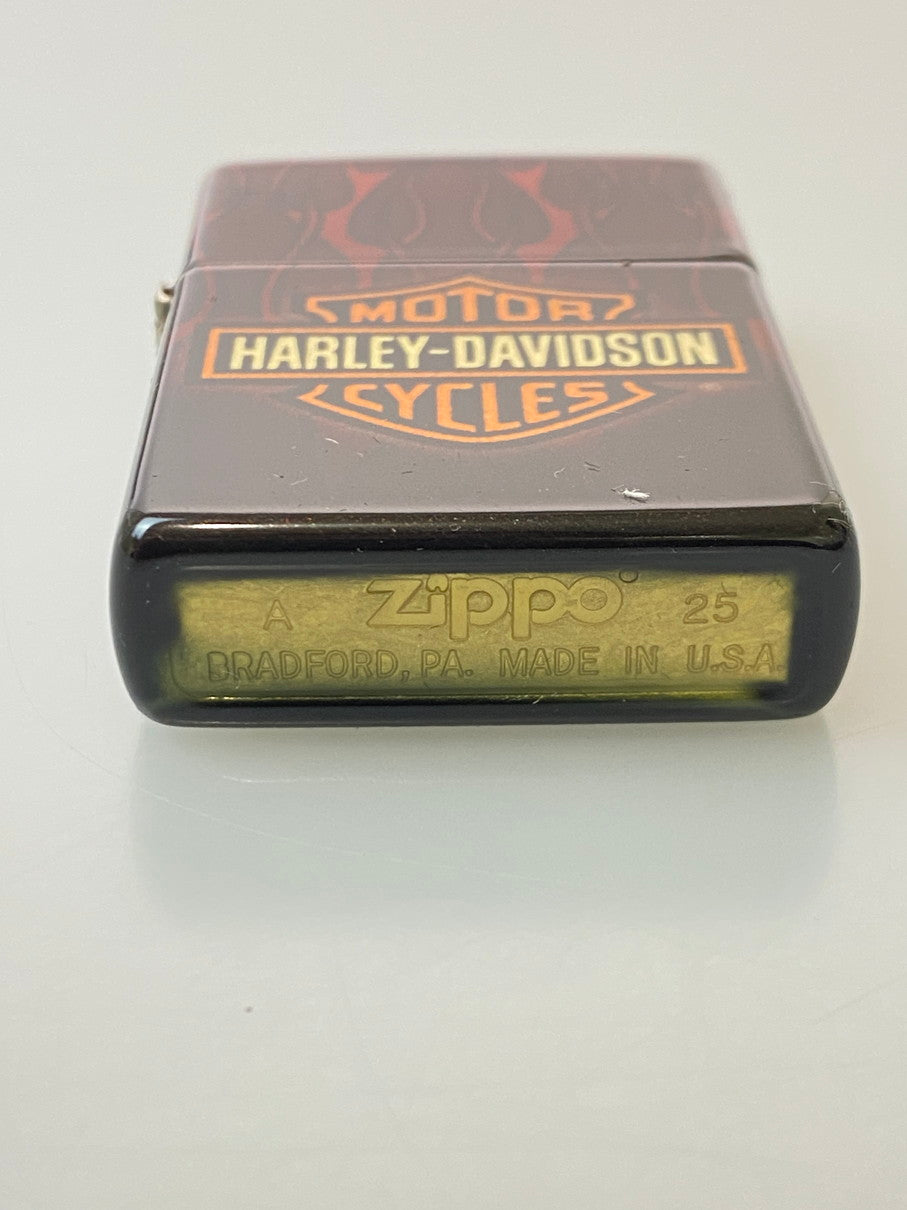 MOTOR
HARLEY-DAVIDSON
CYCLES
A zippo 25
BRADFORD, PA. MADE IN U.S.A.